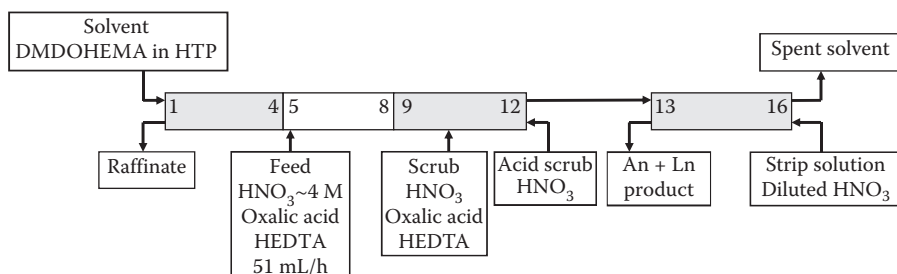 Solvent
DMDOHEMA in HTP
Spent solvent
1 4 5 8 9 12 13 16
Raffinate
Feed
HNO₃~4 M
Oxalic acid
HEDTA
51 mL/h
Scrub
HNO₃
Oxalic acid
HEDTA
Acid scrub
HNO₃
An + Ln
product
Strip solution
Diluted HNO₃